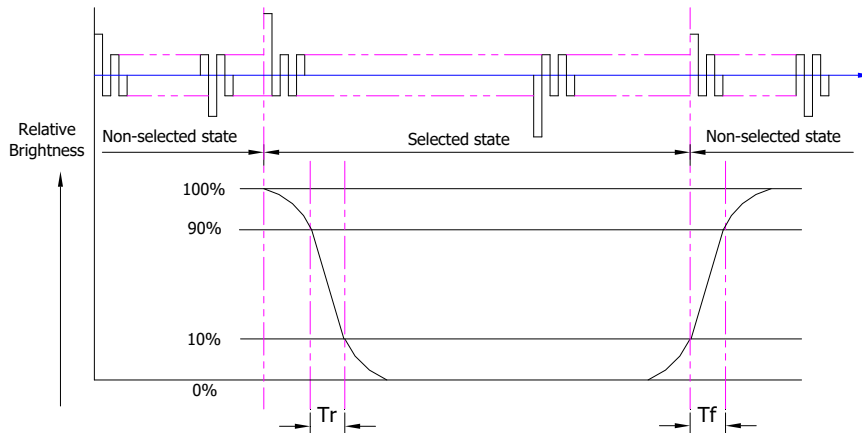 Relative
Brightness
Non-selected state
Selected state
Non-selected state
100%
90%
10%
0%
Tr
Tf